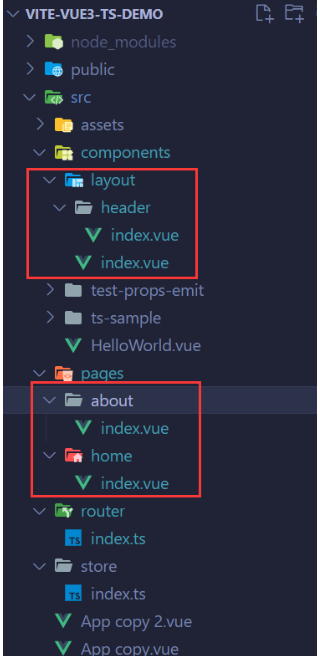 VITE-VUE3-TS-DEMO
node_modules
public
src
assets
components
layout
header
index.vue
index.vue
test-props-emit
ts-sample
HelloWorld.vue
pages
about
index.vue
home
index.vue
router
TS index.ts
store
TS index.ts
App copy 2.vue
App copy.vue